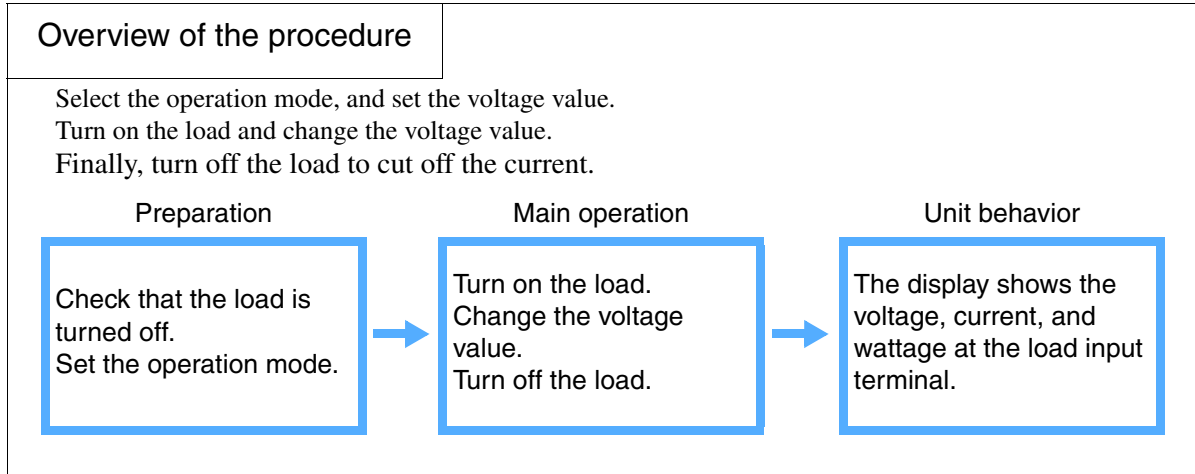 Overview of the procedure
Select the operation mode, and set the voltage value.
Turn on the load and change the voltage value.
Finally, turn off the load to cut off the current.
Preparation
Check that the load is
turned off.
Set the operation mode.
Main operation
Turn on the load.
Change the voltage
value.
Turn off the load.
Unit behavior
The display shows the
voltage, current, and
wattage at the load input
terminal.